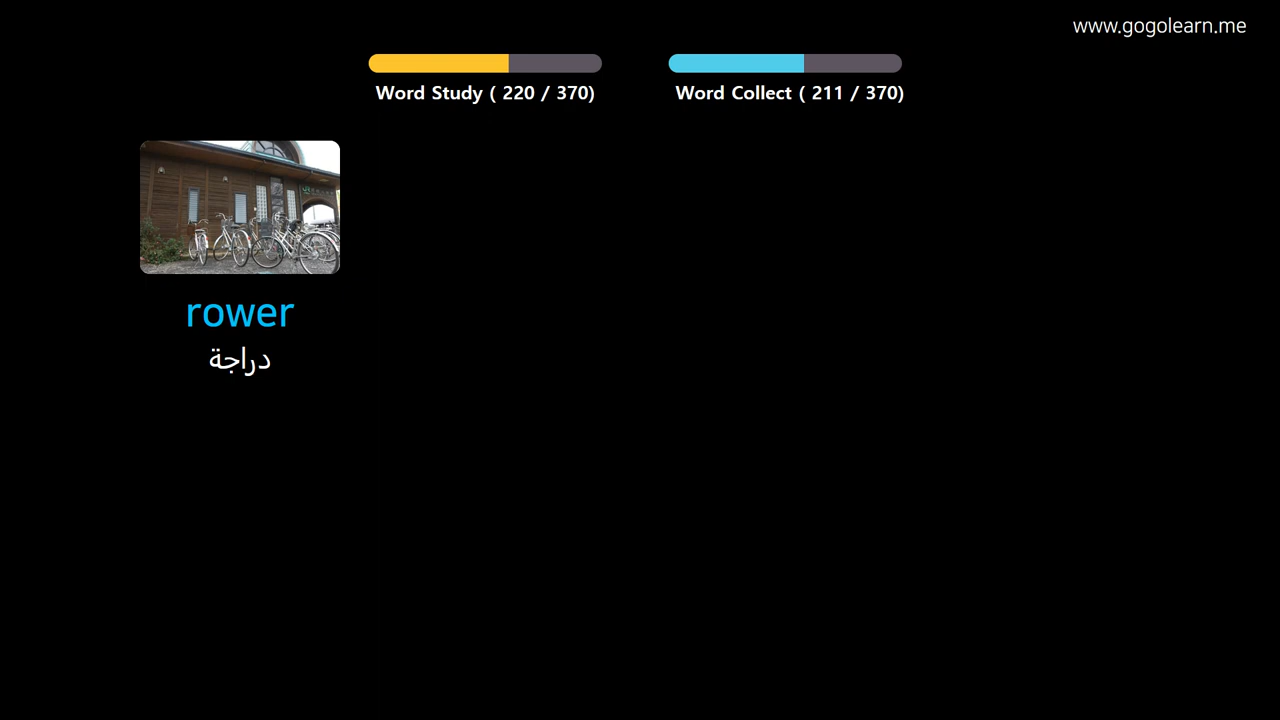 www.gogolearn.me
Word Study ( 220 / 370)
Word Collect ( 211 / 370)
rower
دراجة